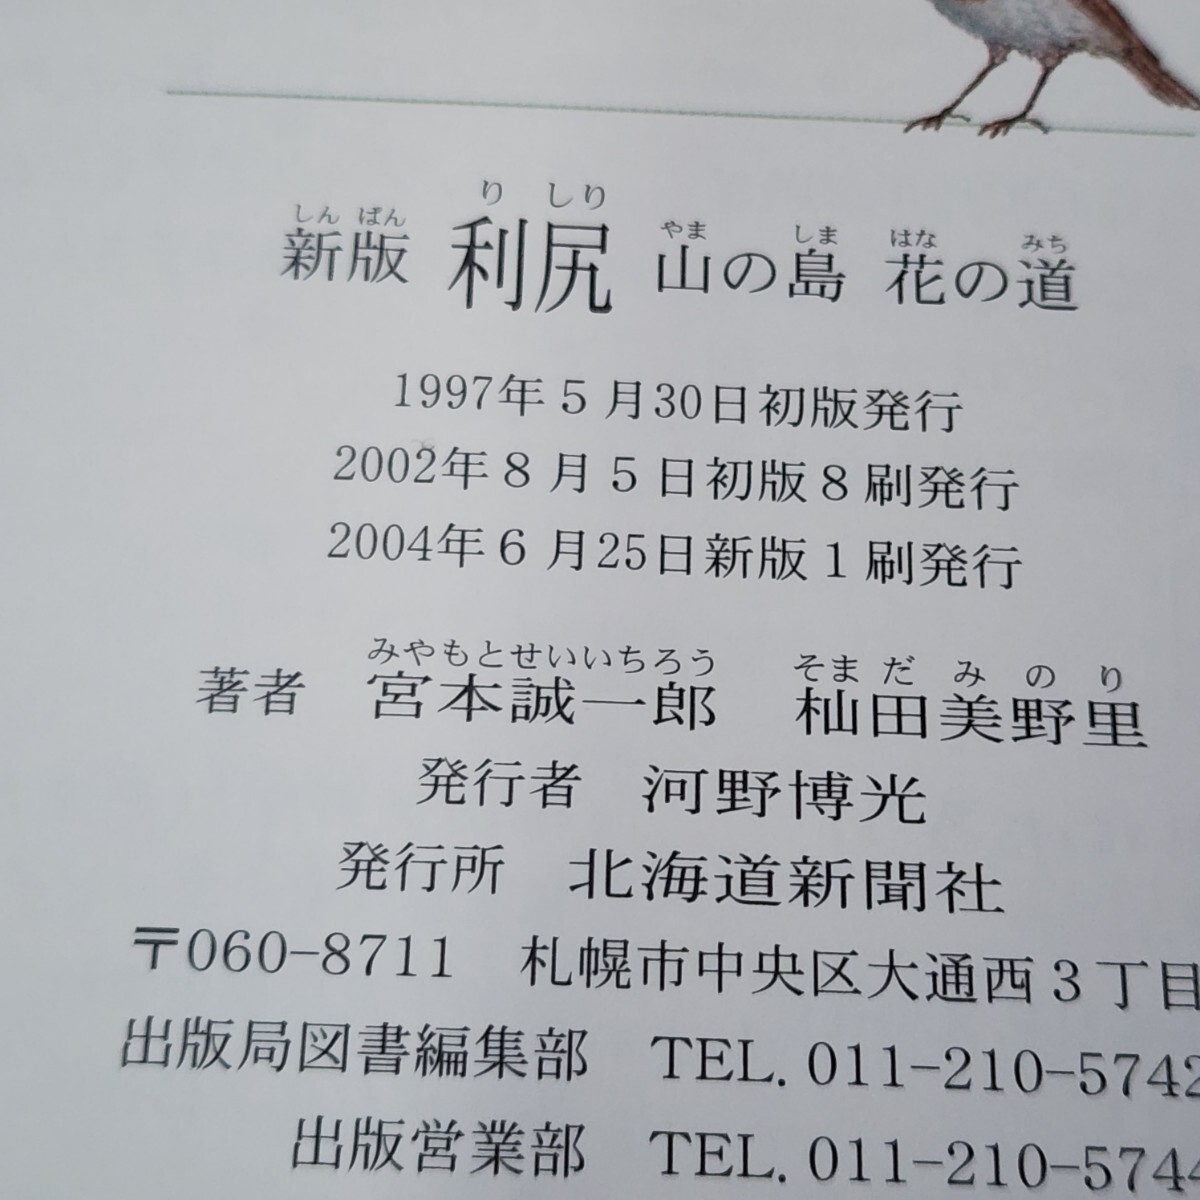 しん ぱん り しり やま しま はな みち
新版 利尻 山の島 花の道
1997年5月30日初版発行
2002年8月5日初版8刷発行
2004年6月25日新版1刷発行
みやもとせいいちろう そまだみのり
著者 宮本誠一郎 杣田美野里
発行者 河野博光
発行所 北海道新聞社
〒060-8711 札幌市中央区大通西3丁目
出版局図書編集部 TEL.011-210-5742
出版営業部 TEL.011-210-5744